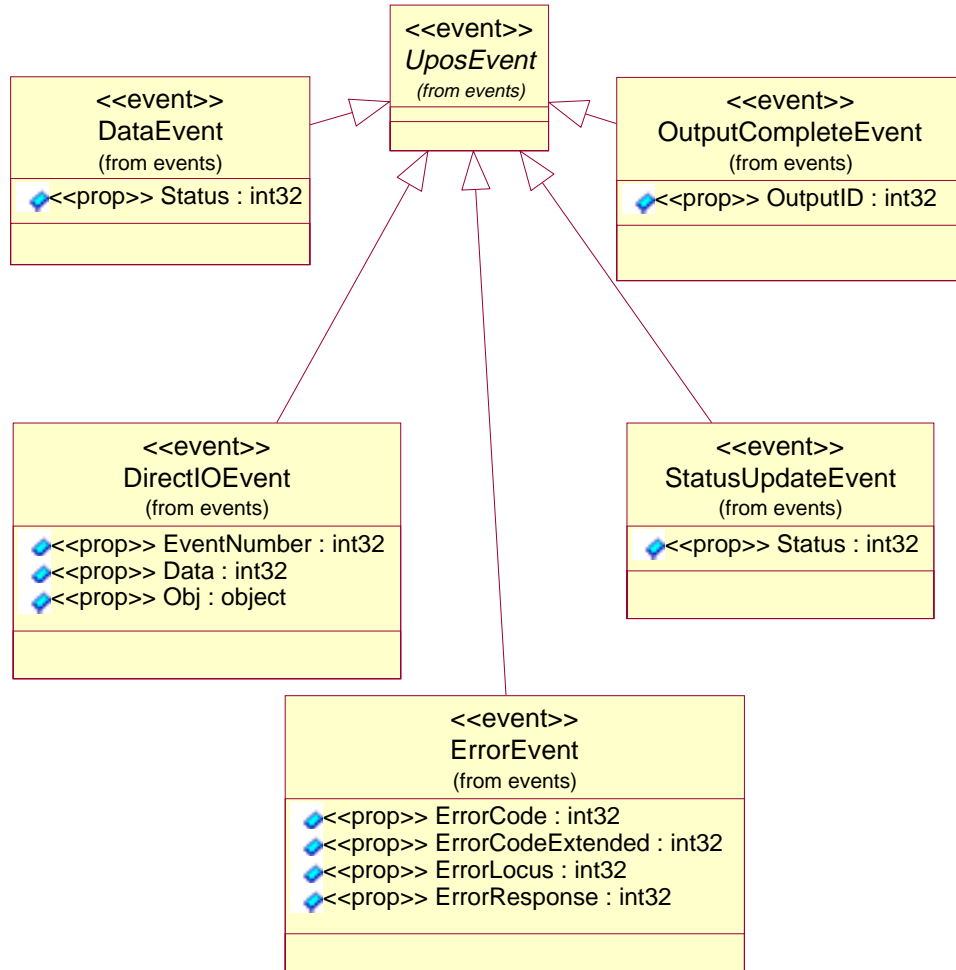 <<event>>
UposEvent
(from events)
<<event>>
DataEvent
(from events)
<<prop>> Status : int32
<<event>>
OutputCompleteEvent
(from events)
<<prop>> OutputID : int32
<<event>>
DirectIOEvent
(from events)
<<prop>> EventNumber : int32
<<prop>> Data : int32
<<prop>> Obj : object
<<event>>
StatusUpdateEvent
(from events)
<<prop>> Status : int32
<<event>>
ErrorEvent
(from events)
<<prop>> ErrorCode : int32
<<prop>> ErrorCodeExtended : int32
<<prop>> ErrorLocus : int32
<<prop>> ErrorResponse : int32